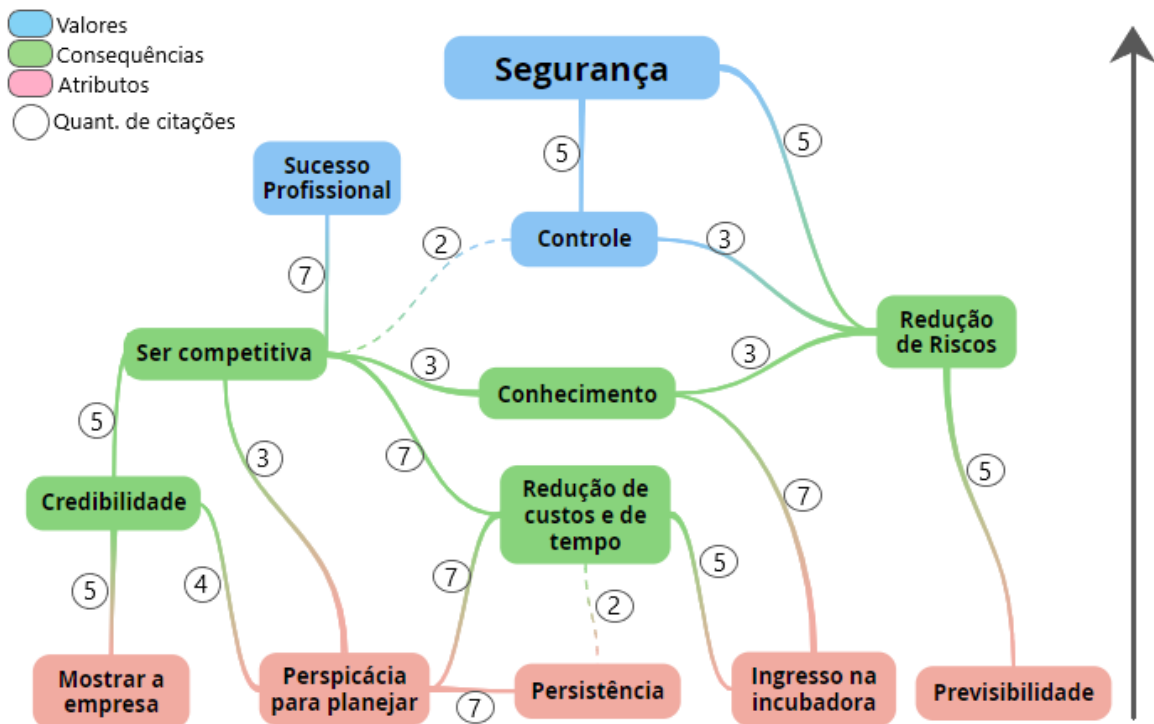 Valores
Consequências
Atributos
Quant. de citações
Segurança
5
5
Sucesso
Profissional
2
Controle
3
7
Redução
de Riscos
Ser competitiva
3
3
Conhecimento
5
3
7
5
Credibilidade
Redução de
custos e de
tempo
7
5
4
7
5
2
Mostrar a
empresa
Perspicácia
para planejar
7
Persistência
Ingresso na
incubadora
Previsibilidade